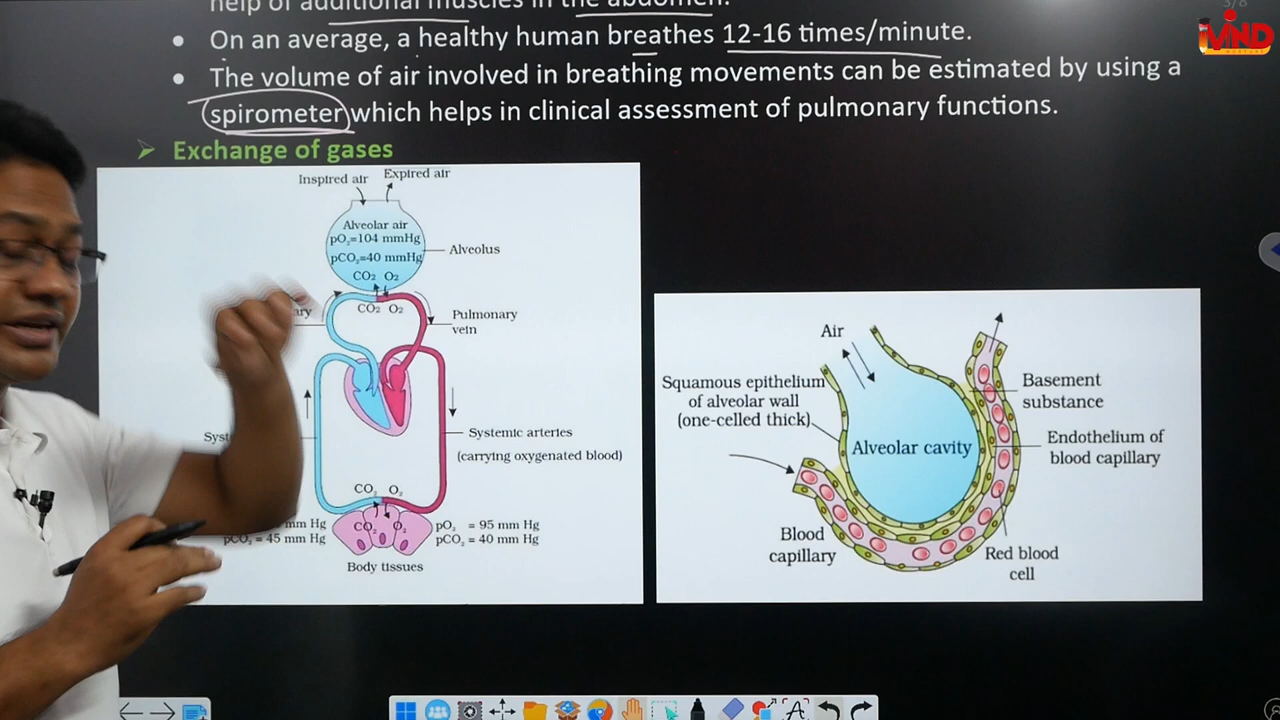 help of additional muscles in the abdomen.
• On an average, a healthy human breathes 12-16 times/minute.
• The volume of air involved in breathing movements can be estimated by using a
spirometer which helps in clinical assessment of pulmonary functions.
➢ Exchange of gases
Inspired air
Expired air
Alveolar air
pO₂=104 mmHg
pCO₂=40 mmHg
CO₂ O₂
Alveolus
CO₂ O₂
Pulmonary
vein
Systemic arteries
(carrying oxygenated blood)
CO₂ O₂
CO₂ O₂
mm Hg
pCO₂ = 45 mm Hg
pO₂ = 95 mm Hg
pCO₂ = 40 mm Hg
Body tissues
Air
Squamous epithelium
of alveolar wall
(one-celled thick)
Alveolar cavity
Basement
substance
Endothelium of
blood capillary
Blood
capillary
Red blood
cell
MIND